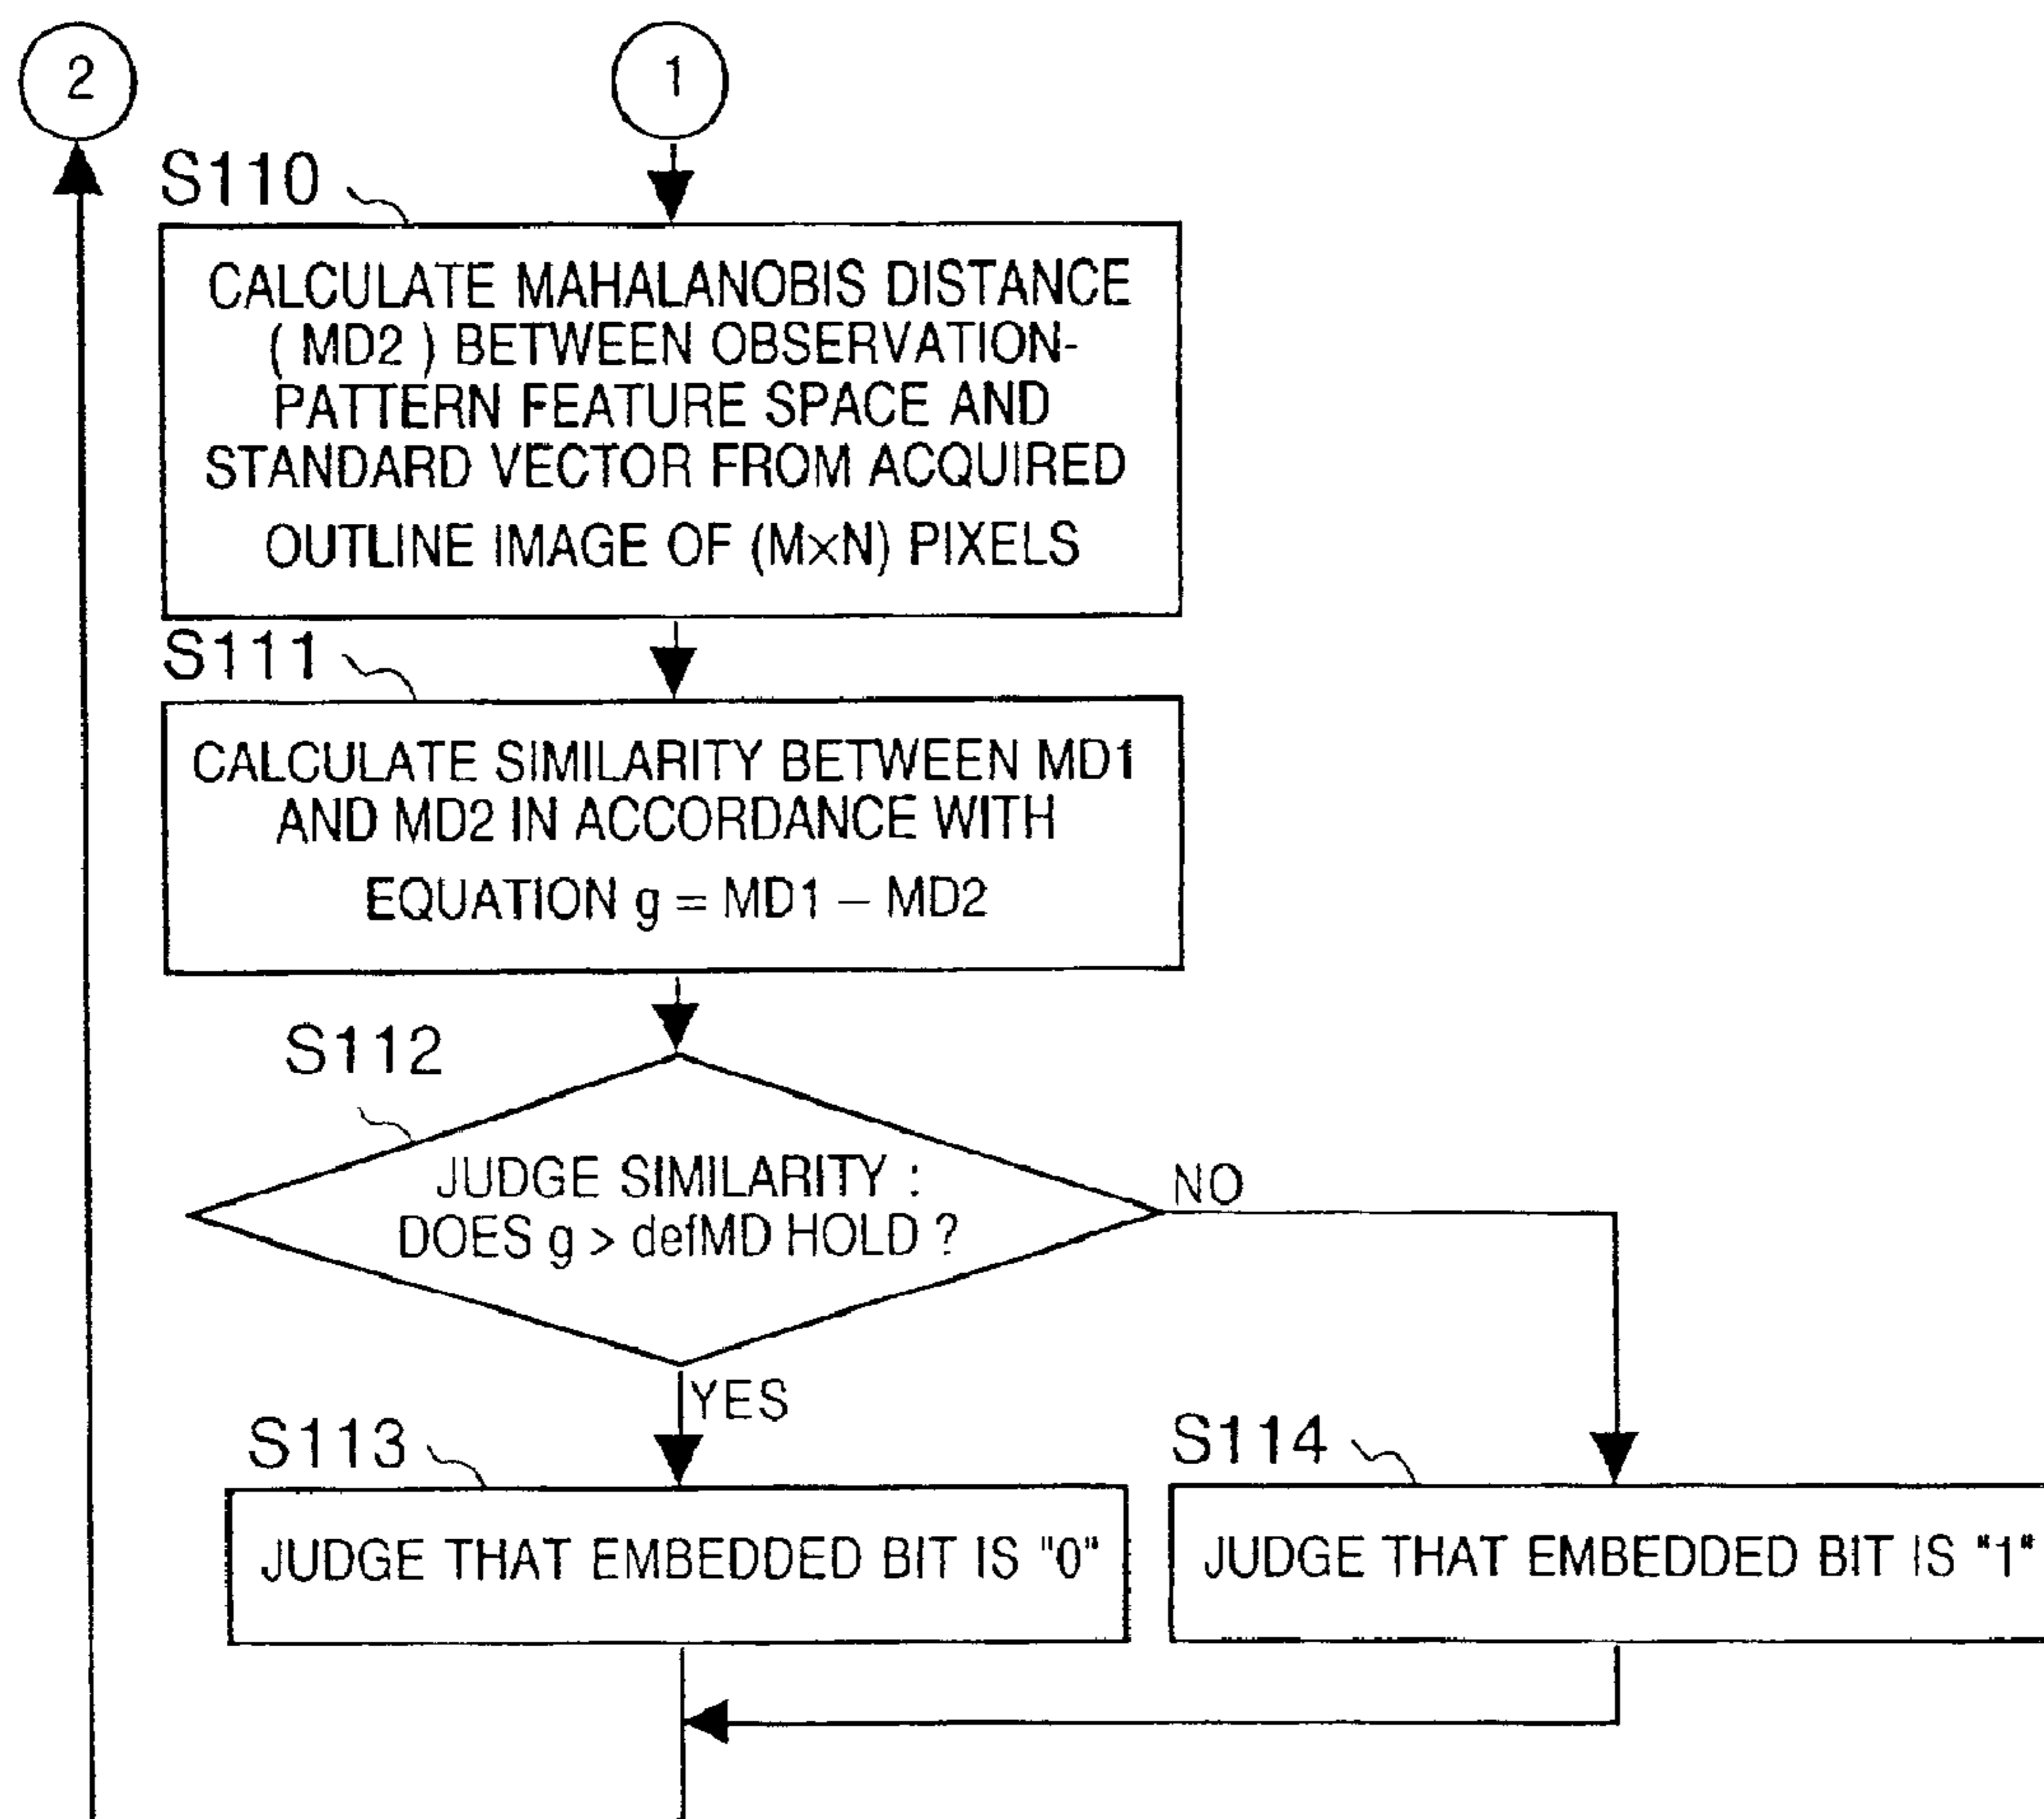 2
1
S110
CALCULATE MAHALANOBIS DISTANCE
( MD2 ) BETWEEN OBSERVATION-
PATTERN FEATURE SPACE AND
STANDARD VECTOR FROM ACQUIRED
OUTLINE IMAGE OF (M×N) PIXELS
S111
CALCULATE SIMILARITY BETWEEN MD1
AND MD2 IN ACCORDANCE WITH
EQUATION g = MD1 – MD2
S112
JUDGE SIMILARITY :
DOES g > defMD HOLD ?
NO
YES
S113
JUDGE THAT EMBEDDED BIT IS "0"
S114
JUDGE THAT EMBEDDED BIT IS "1"